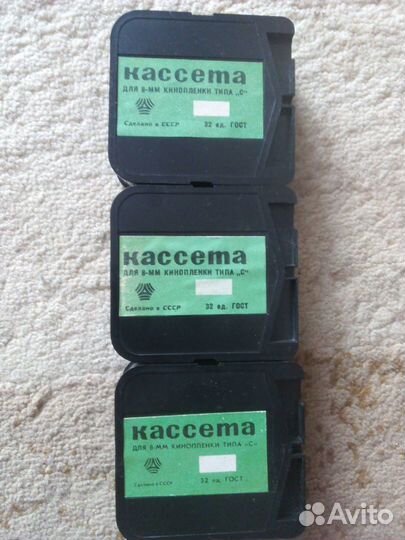 кассета
ДЛЯ 8-ММ КИНОПЛЕНКИ ТИПА „С"
Сделано в СССР 32 ед. ГОСТ
кассета
ДЛЯ 8-ММ КИНОПЛЕНКИ ТИПА „С"
Сделано в СССР 32 ед. ГОСТ
кассета
ДЛЯ 8-ММ КИНОПЛЕНКИ ТИПА «С»
Сделано в СССР 32 ед. ГОСТ
Avito